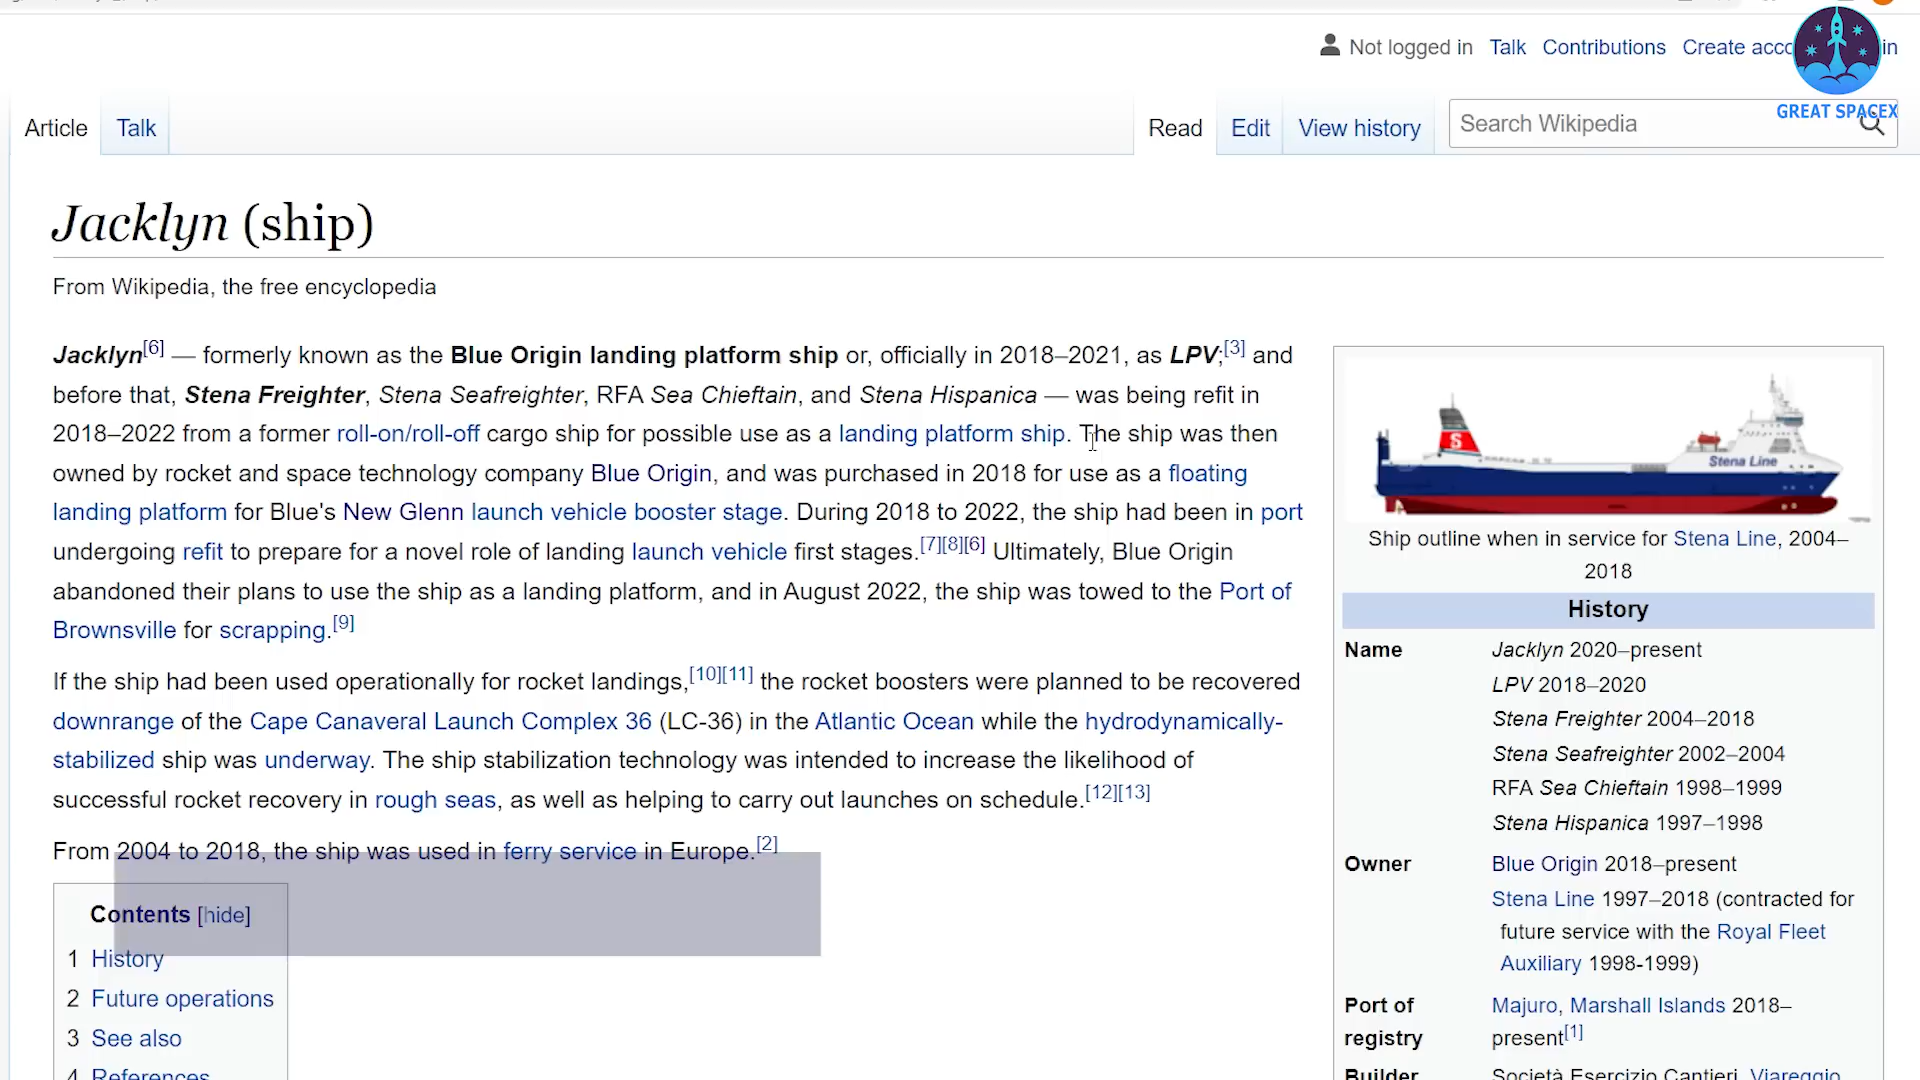 Not logged in Talk Contributions Create acco in
GREAT SPACEX
Article Talk Read Edit View history Search Wikipedia
Jacklyn (ship)
From Wikipedia, the free encyclopedia
Jacklyn[6] — formerly known as the Blue Origin landing platform ship or, officially in 2018–2021, as LPV;[3] and
before that, Stena Freighter, Stena Seafreighter, RFA Sea Chieftain, and Stena Hispanica — was being refit in
2018–2022 from a former roll-on/roll-off cargo ship for possible use as a landing platform ship. The ship was then
owned by rocket and space technology company Blue Origin, and was purchased in 2018 for use as a floating
landing platform for Blue's New Glenn launch vehicle booster stage. During 2018 to 2022, the ship had been in port
undergoing refit to prepare for a novel role of landing launch vehicle first stages.[7][8][6] Ultimately, Blue Origin
abandoned their plans to use the ship as a landing platform, and in August 2022, the ship was towed to the Port of
Brownsville for scrapping.[9]
If the ship had been used operationally for rocket landings,[10][11] the rocket boosters were planned to be recovered
downrange of the Cape Canaveral Launch Complex 36 (LC-36) in the Atlantic Ocean while the hydrodynamically-
stabilized ship was underway. The ship stabilization technology was intended to increase the likelihood of
successful rocket recovery in rough seas, as well as helping to carry out launches on schedule.[12][13]
From 2004 to 2018, the ship was used in ferry service in Europe.[2]
Contents [hide]
1 History
2 Future operations
3 See also
4 References
S
Stena Line
Ship outline when in service for Stena Line, 2004–
2018
History
Name Jacklyn 2020–present
LPV 2018–2020
Stena Freighter 2004–2018
Stena Seafreighter 2002–2004
RFA Sea Chieftain 1998–1999
Stena Hispanica 1997–1998
Owner Blue Origin 2018–present
Stena Line 1997–2018 (contracted for
future service with the Royal Fleet
Auxiliary 1998-1999)
Port of Majuro, Marshall Islands 2018–
registry present[1]
Builder Società Esercizio Cantieri, Viareggio